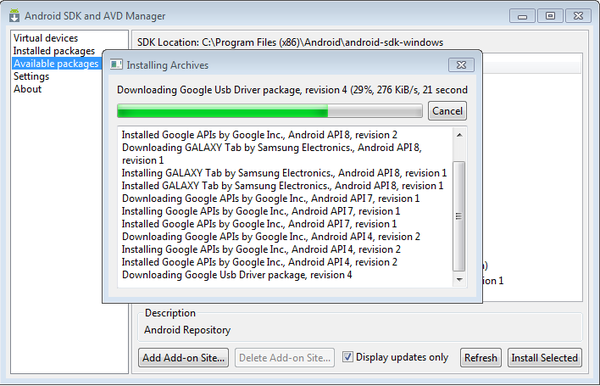 Android SDK and AVD Manager
Virtual devices
Installed packages
Available packages
Settings
About
SDK Location: C:\Program Files (x86)\Android\android-sdk-windows
Installing Archives
Downloading Google Usb Driver package, revision 4 (29%, 276 KiB/s, 21 second
Cancel
Installed Google APIs by Google Inc., Android API 8, revision 2
Downloading GALAXY Tab by Samsung Electronics., Android API 8,
revision 1
Installing GALAXY Tab by Samsung Electronics., Android API 8, revision 1
Installed GALAXY Tab by Samsung Electronics., Android API 8, revision 1
Downloading Google APIs by Google Inc., Android API 7, revision 1
Installing Google APIs by Google Inc., Android API 7, revision 1
Installed Google APIs by Google Inc., Android API 7, revision 1
Downloading Google APIs by Google Inc., Android API 4, revision 2
Installing Google APIs by Google Inc., Android API 4, revision 2
Installed Google APIs by Google Inc., Android API 4, revision 2
Downloading Google Usb Driver package, revision 4
)
ion 1
Description
Android Repository
Add Add-on Site...
Delete Add-on Site...
Display updates only
Refresh
Install Selected